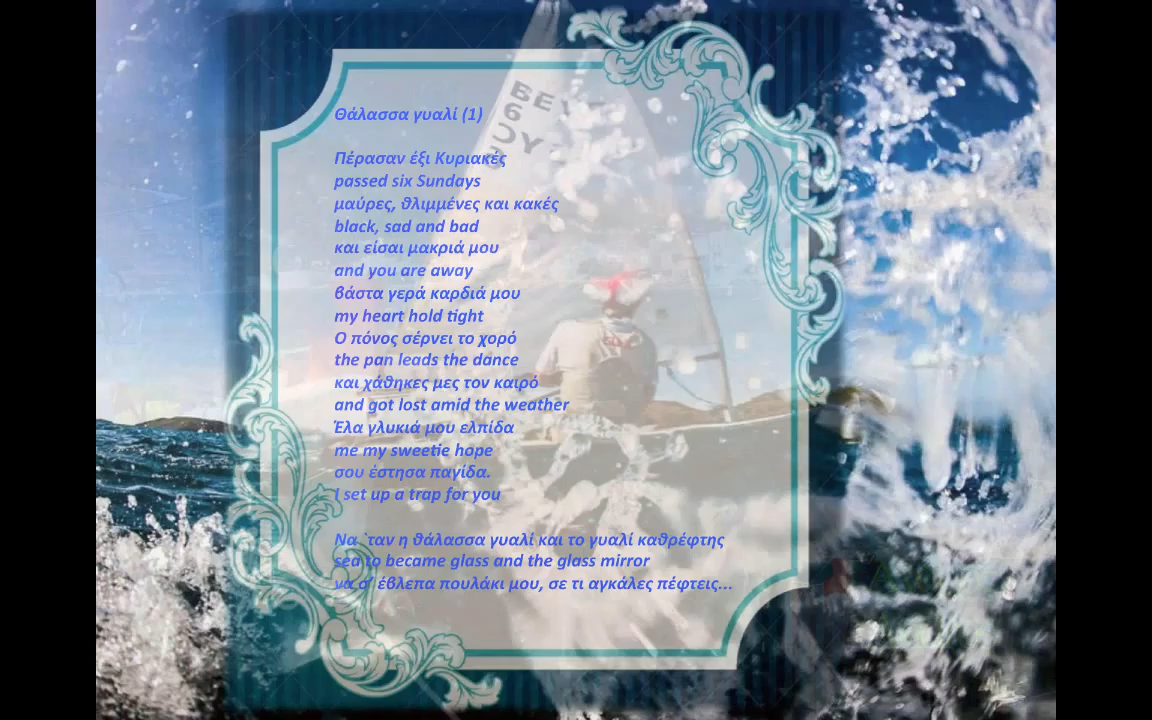 Θάλασσα γυαλί (1)
Πέρασαν έξι Κυριακές
passed six Sundays
μαύρες, θλιμμένες και κακές
black, sad and bad
και είσαι μακριά μου
and you are away
βάστα γερά καρδιά μου
my heart hold tight
Ο πόνος σέρνει το χορό
the pan leads the dance
και χάθηκες μες τον καιρό
and got lost amid the weather
Έλα γλυκιά μου ελπίδα
me my sweetie hope
σου έστησα παγίδα.
I set up a trap for you
Να `ταν η θάλασσα γυαλί και το γυαλί καθρέφτης
sea to became glass and the glass mirror
να σ’ έβλεπα πουλάκι μου, σε τι αγκάλες πέφτεις...